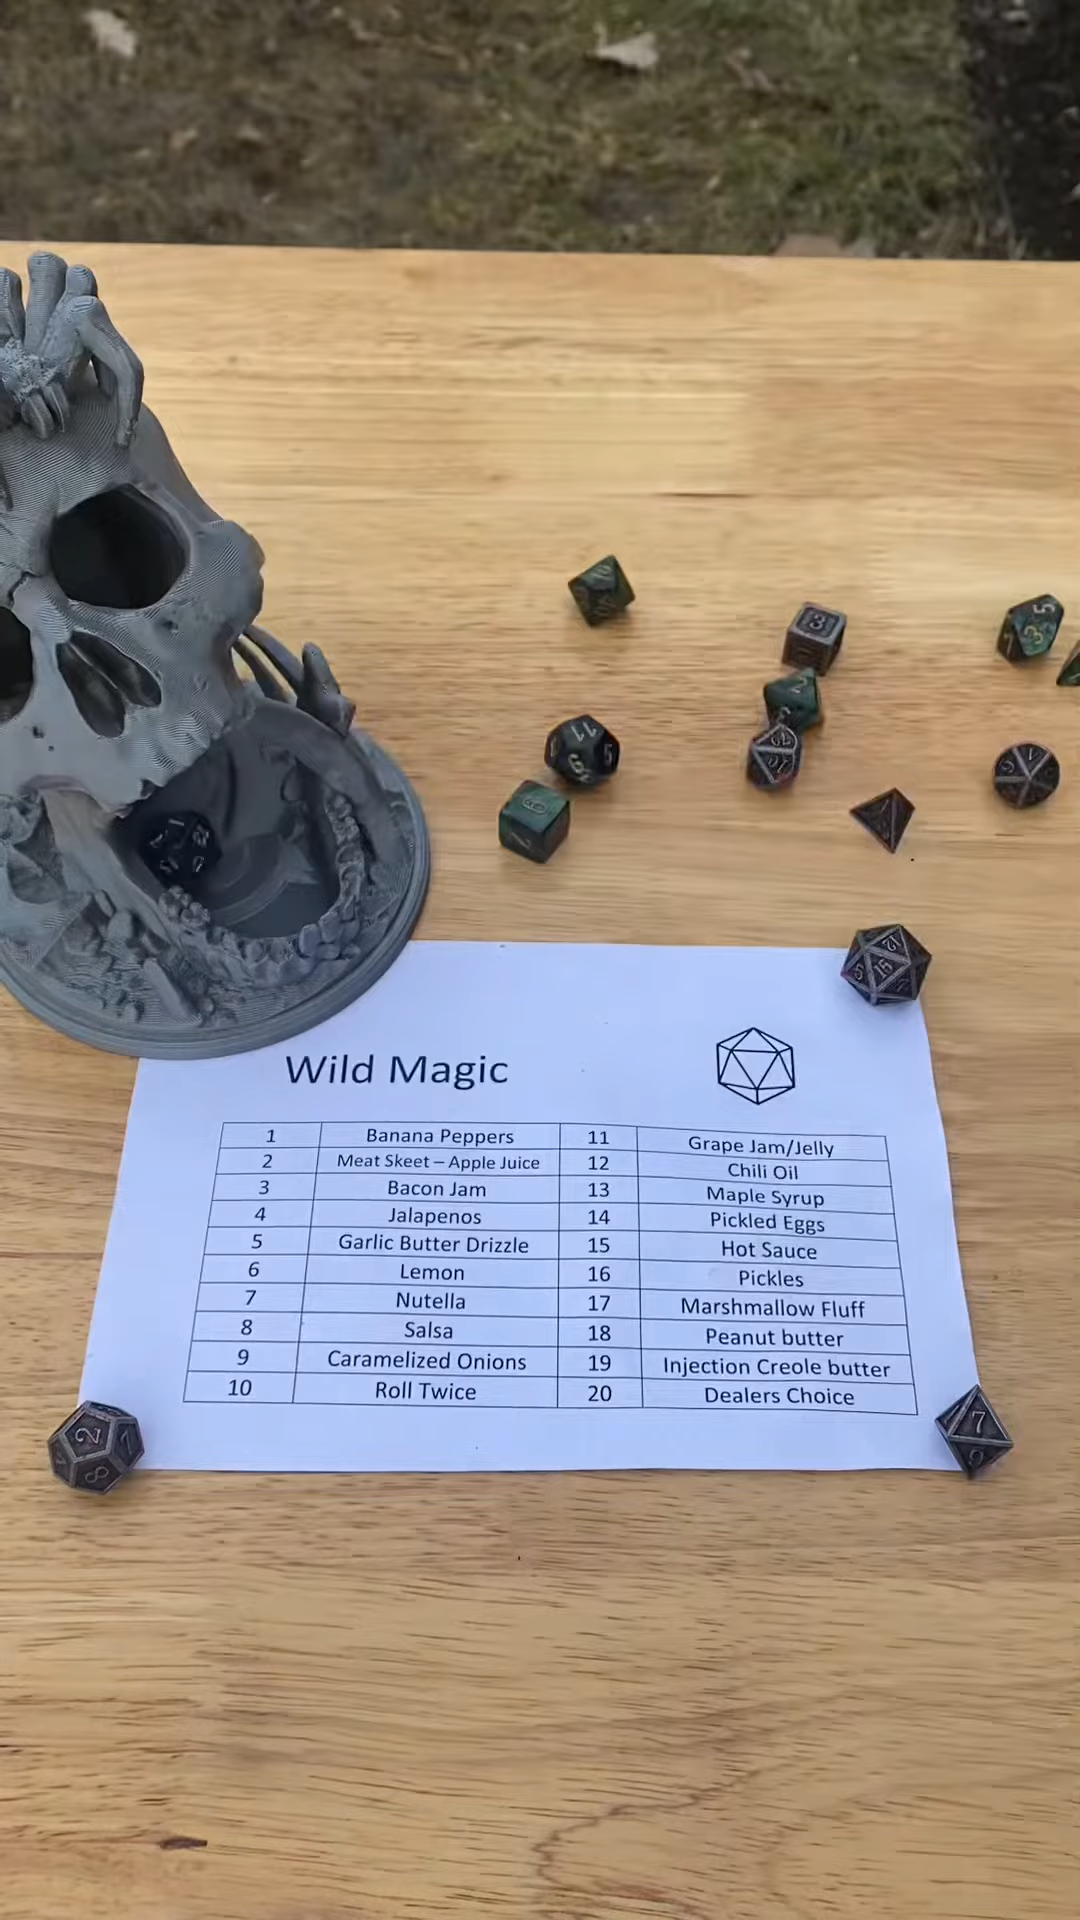 Wild Magic
1 Banana Peppers 11 Grape Jam/Jelly
2 Meat Skeet – Apple Juice 12 Chili Oil
3 Bacon Jam 13 Maple Syrup
4 Jalapenos 14 Pickled Eggs
5 Garlic Butter Drizzle 15 Hot Sauce
6 Lemon 16 Pickles
7 Nutella 17 Marshmallow Fluff
8 Salsa 18 Peanut butter
9 Caramelized Onions 19 Injection Creole butter
10 Roll Twice 20 Dealers Choice